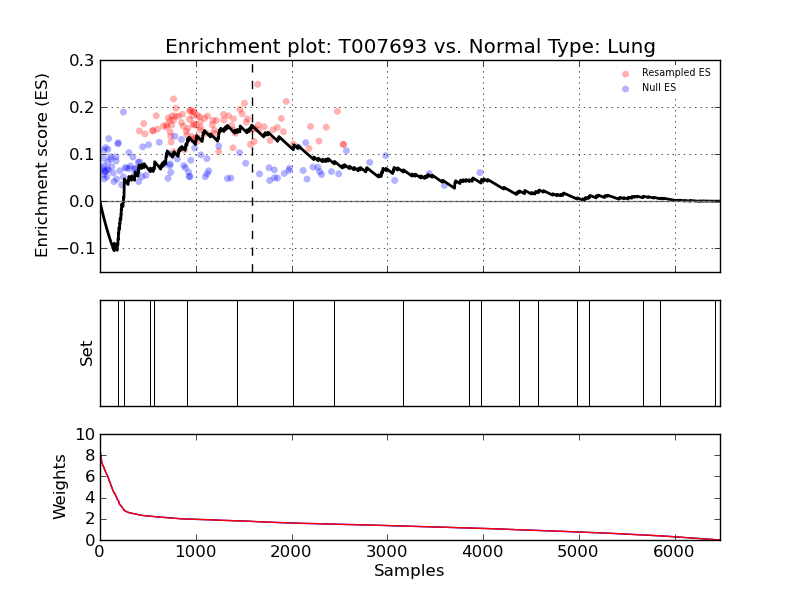 Enrichment plot: T007693 vs. Normal Type: Lung
Enrichment score (ES)
0.3
0.2
0.1
0.0
−0.1
Resampled ES
Null ES
Set
Weights
10
8
6
4
2
0
0 1000 2000 3000 4000 5000 6000
Samples